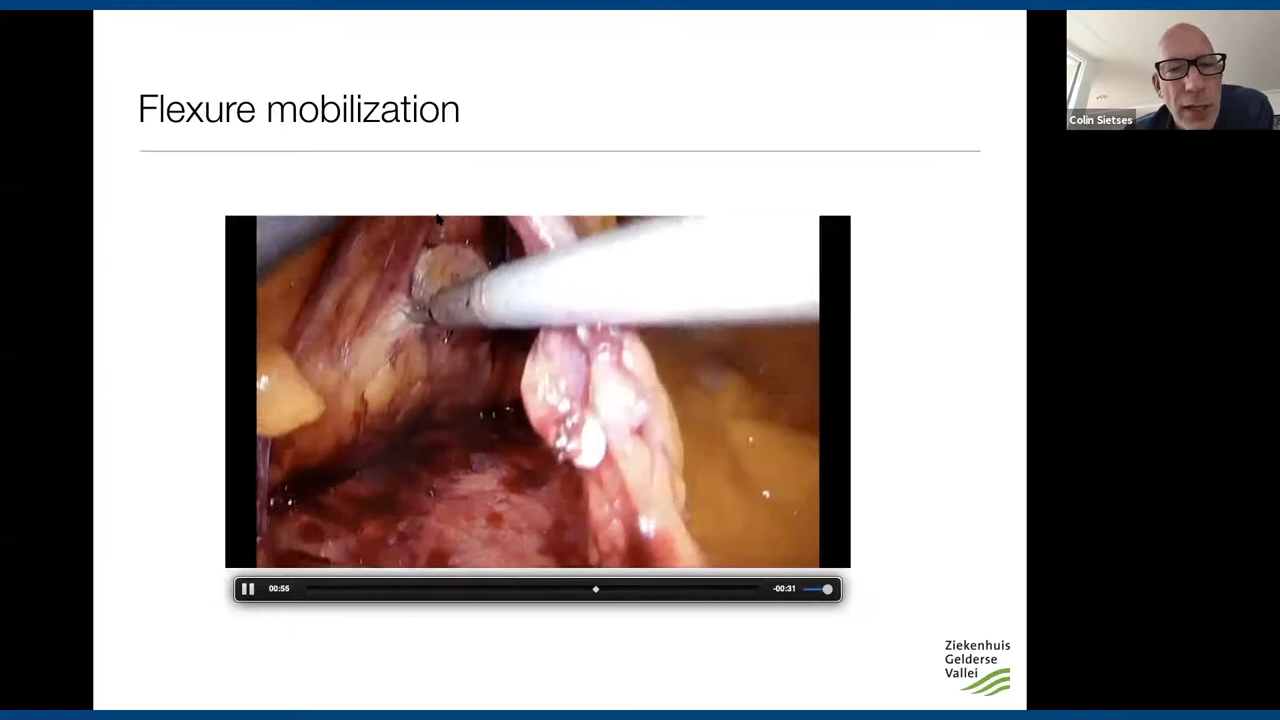 Flexure mobilization
Colin Sietses
00:55
-00:31
Ziekenhuis
Gelderse
Vallei